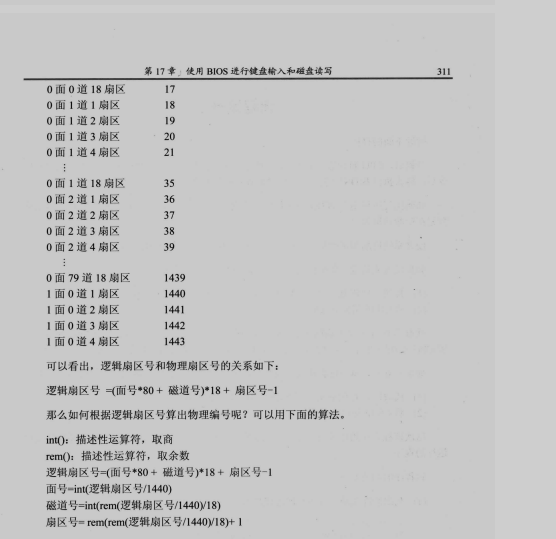 第 17 章 使用 BIOS 进行键盘输入和磁盘读写 311
0 面 0 道 18 扇区 17
0 面 1 道 1 扇区 18
0 面 1 道 2 扇区 19
0 面 1 道 3 扇区 20
0 面 1 道 4 扇区 21
⋮
0 面 1 道 18 扇区 35
0 面 2 道 1 扇区 36
0 面 2 道 2 扇区 37
0 面 2 道 3 扇区 38
0 面 2 道 4 扇区 39
⋮
0 面 79 道 18 扇区 1439
1 面 0 道 1 扇区 1440
1 面 0 道 2 扇区 1441
1 面 0 道 3 扇区 1442
1 面 0 道 4 扇区 1443
可以看出，逻辑扇区号和物理扇区号的关系如下：
逻辑扇区号 =(面号*80 + 磁道号)*18 + 扇区号-1
那么如何根据逻辑扇区号算出物理编号呢？可以用下面的算法。
int()：描述性运算符，取商
rem()：描述性运算符，取余数
逻辑扇区号=(面号*80 + 磁道号)*18 + 扇区号-1
面号=int(逻辑扇区号/1440)
磁道号=int(rem(逻辑扇区号/1440)/18)
扇区号= rem(rem(逻辑扇区号/1440)/18)+ 1